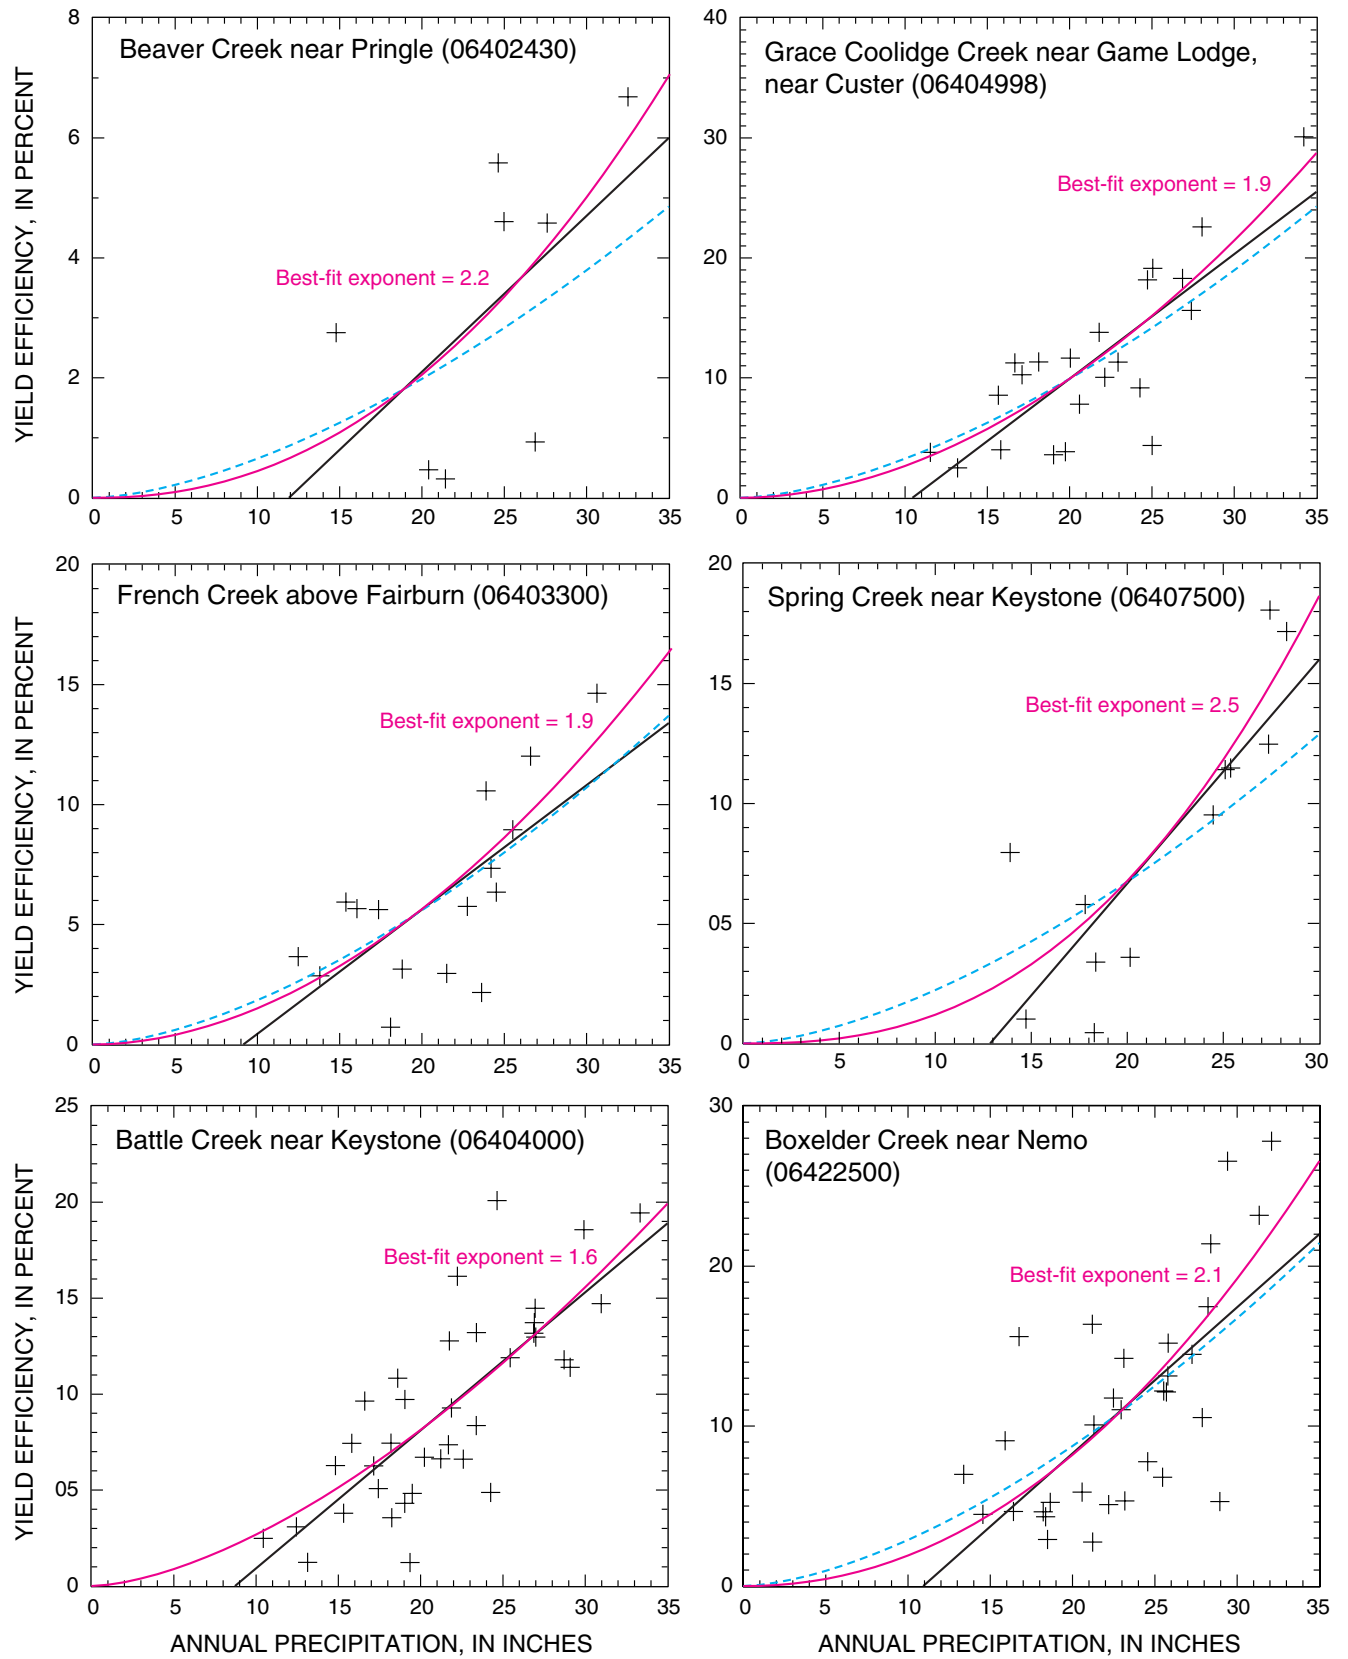 Beaver Creek near Pringle (06402430)
YIELD EFFICIENCY, IN PERCENT
8
6
4
2
0
Best-fit exponent = 2.2
0 5 10 15 20 25 30 35
Grace Coolidge Creek near Game Lodge,
near Custer (06404998)
40
30
20
10
0
Best-fit exponent = 1.9
0 5 10 15 20 25 30 35
French Creek above Fairburn (06403300)
YIELD EFFICIENCY, IN PERCENT
20
15
10
5
0
Best-fit exponent = 1.9
0 5 10 15 20 25 30 35
Spring Creek near Keystone (06407500)
20
15
10
05
0
Best-fit exponent = 2.5
0 5 10 15 20 25 30
Battle Creek near Keystone (06404000)
YIELD EFFICIENCY, IN PERCENT
25
20
15
10
05
0
Best-fit exponent = 1.6
0 5 10 15 20 25 30 35
ANNUAL PRECIPITATION, IN INCHES
Boxelder Creek near Nemo
(06422500)
30
20
10
0
Best-fit exponent = 2.1
0 5 10 15 20 25 30 35
ANNUAL PRECIPITATION, IN INCHES